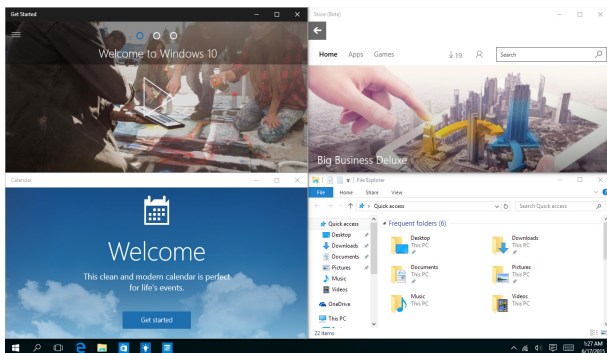 Get Started
Welcome to Windows 10
Store (Beta)
Home Apps Games
19
Search
Big Business Deluxe
Calendar
Welcome
This clean and modern calendar is perfect
for life's events.
Get started
File Explorer
File Home Share View
Quick access
Search Quick access
Quick access
Desktop
Downloads
Documents
Pictures
Music
Videos
OneDrive
This PC
Frequent folders (6)
Desktop
This PC
Downloads
This PC
Documents
This PC
Pictures
This PC
Music
This PC
Videos
This PC
22 items
1:27 AM
6/17/2015